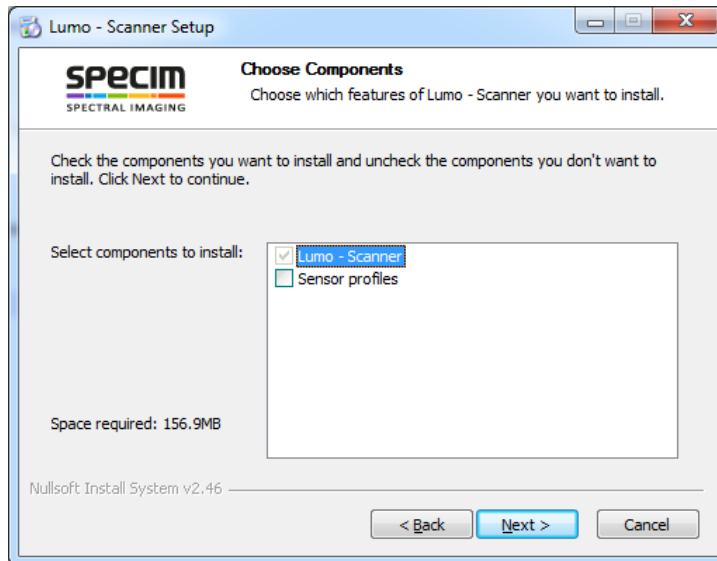 Lumo - Scanner Setup
SPECIM
SPECTRAL IMAGING
Choose Components
Choose which features of Lumo - Scanner you want to install.
Check the components you want to install and uncheck the components you don't want to
install. Click Next to continue.
Select components to install:
Lumo - Scanner
Sensor profiles
Space required: 156.9MB
Nullsoft Install System v2.46
< Back
Next >
Cancel